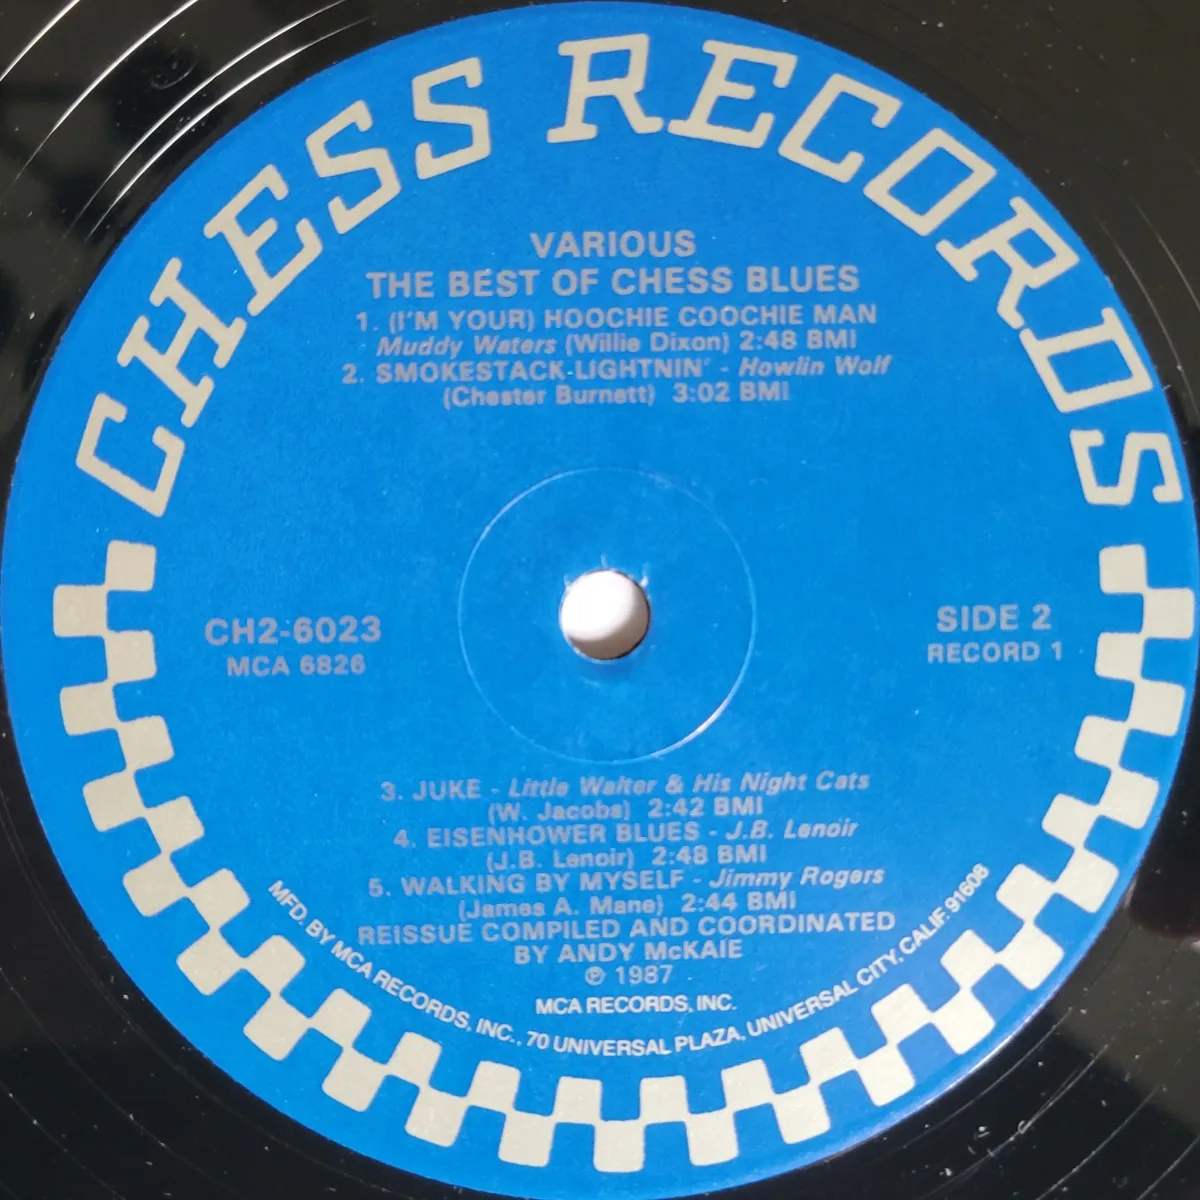 CHESS RECORDS
VARIOUS
THE BEST OF CHESS BLUES
1. (I'M YOUR) HOOCHIE COOCHIE MAN
Muddy Waters (Willie Dixon) 2:48 BMI
2. SMOKESTACK LIGHTNIN' - Howlin Wolf
(Chester Burnett) 3:02 BMI
CH2-6023
MCA 6826
SIDE 2
RECORD 1
3. JUKE - Little Walter & His Night Cats
(W. Jacobs) 2:42 BMI
4. EISENHOWER BLUES - J.B. Lenoir
(J.B. Lenoir) 2:48 BMI
5. WALKING BY MYSELF - Jimmy Rogers
(James A. Mane) 2:44 BMI
REISSUE COMPILED AND COORDINATED
BY ANDY McKAIE
℗ 1987
MCA RECORDS, INC.
MFD. BY MCA RECORDS, INC., 70 UNIVERSAL PLAZA, UNIVERSAL CITY, CALIF. 91608